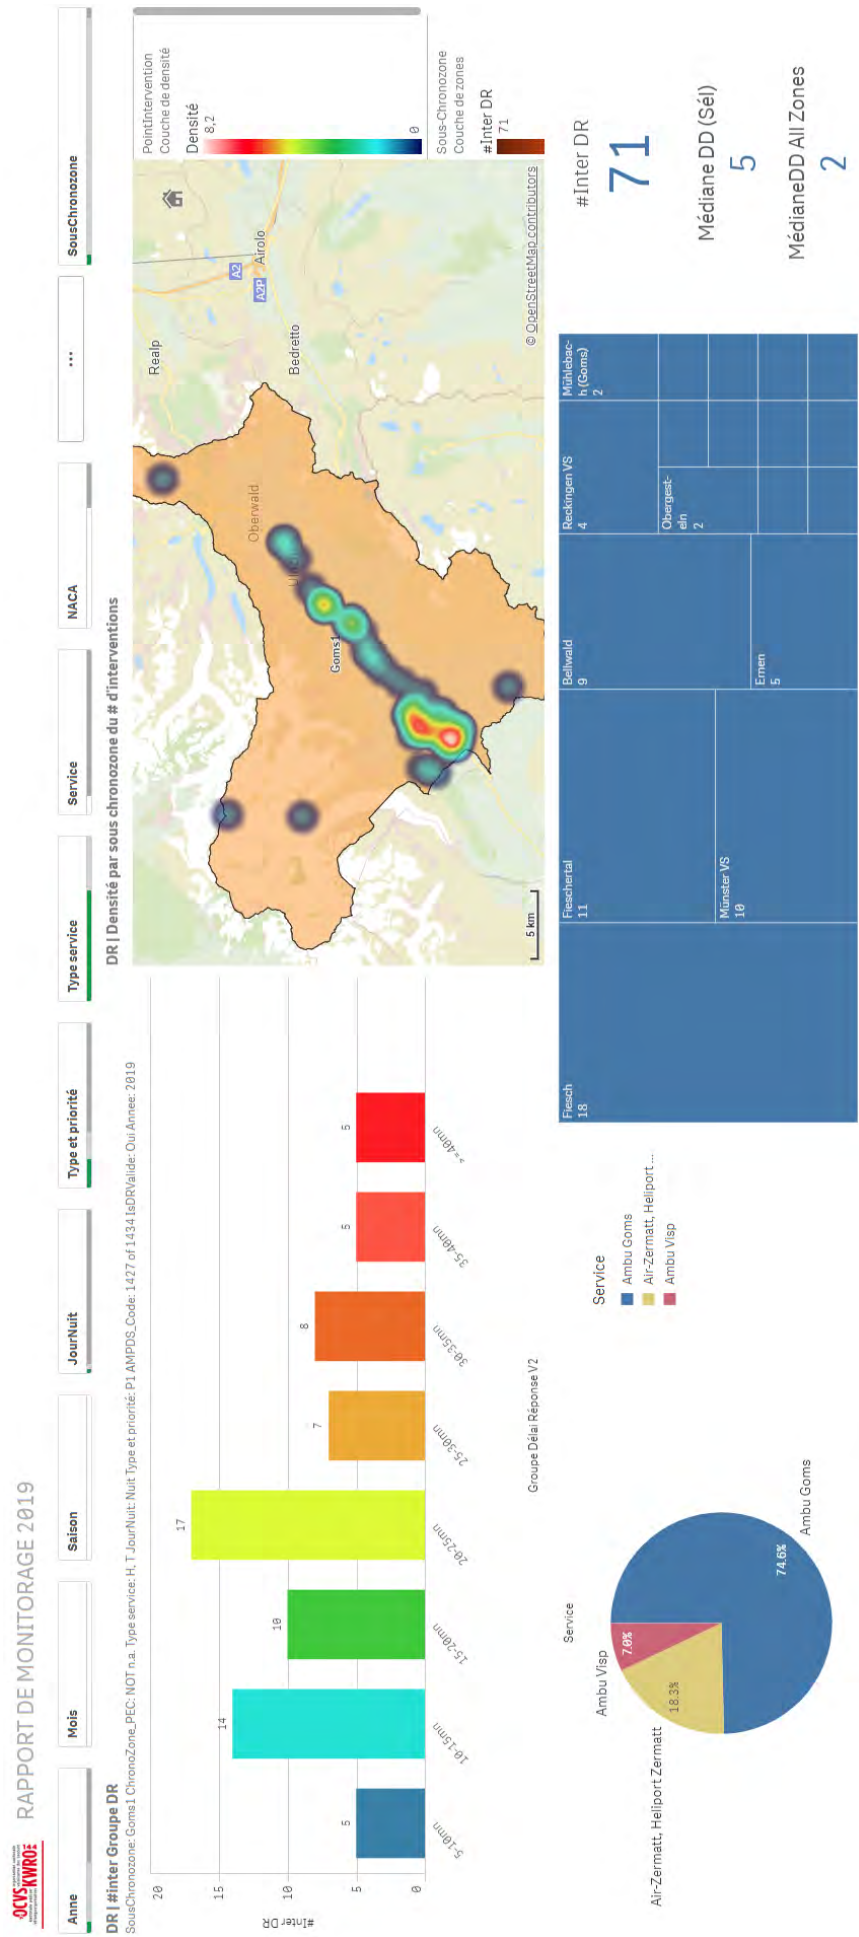 OCVS
KWRO
RAPPORT DE MONITORAGE 2019
Anne
Mois
Saison
JourNuit
Type et priorité
Type service
Service
NACA
...
SousChronozone
DR | #inter Groupe DR
SousChronozone: Goms1 ChronoZone_PEC: NOT n.a. Type service: H, T JourNuit: Nuit Type et priorité: P1 AMPDS_Code: 1427 of 1434 IsDRValide: Oui Annee: 2019
#Inter DR
20
15
10
5
0
5
14
10
17
7
8
5
5
5-10mn
10-15mn
15-20mn
20-25mn
25-30mn
30-35mn
35-40mn
>=40mn
Groupe Délai Réponse V2
DR | Densité par sous chronozone du # d'interventions
Realp
Oberwald
Goms1
Bedretto
Airolo
A2
A2P
5 km
© OpenStreetMap contributors
PointIntervention
Couche de densité
Densité
8,2
0
Sous-Chronozone
Couche de zones
#Inter DR
71
Service
Ambu Visp
7.0%
18.3%
Air-Zermatt, Heliport Zermatt
74.6%
Ambu Goms
Service
Ambu Goms
Air-Zermatt, Heliport ...
Ambu Visp
Fiesch
18
Fieschertal
11
Münster VS
10
Bellwald
9
Ernen
5
Reckingen VS
4
Obergest-
eln
2
Mühlebac-
h (Goms)
2
#Inter DR
71
Médiane DD (Sél)
5
MédianeDD All Zones
2